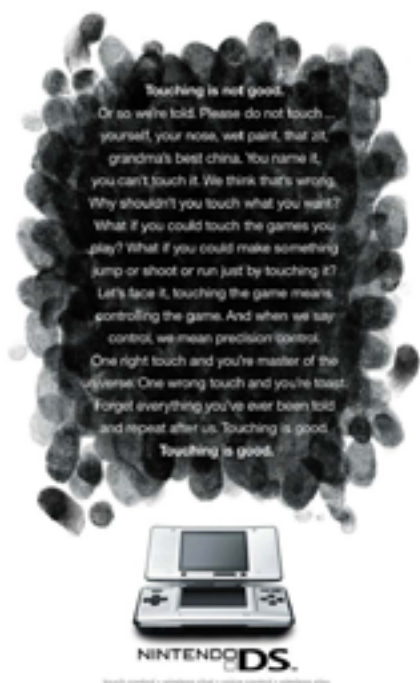 Touching is not good.
Or so we're told. Please do not touch...
yourself, your nose, wet paint, that zit,
grandma's best china. You name it,
you can't touch it. We think that's wrong.
Why shouldn't you touch what you want?
What if you could touch the games you
play? What if you could make something
jump or shoot or run just by touching it?
Let's face it, touching the game means
controlling the game. And when we say
control, we mean precision control.
One right touch and you're master of the
universe. One wrong touch and you're toast.
Forget everything you've ever been told
and repeat after us. Touching is good.
Touching is good.
NINTENDO DS™